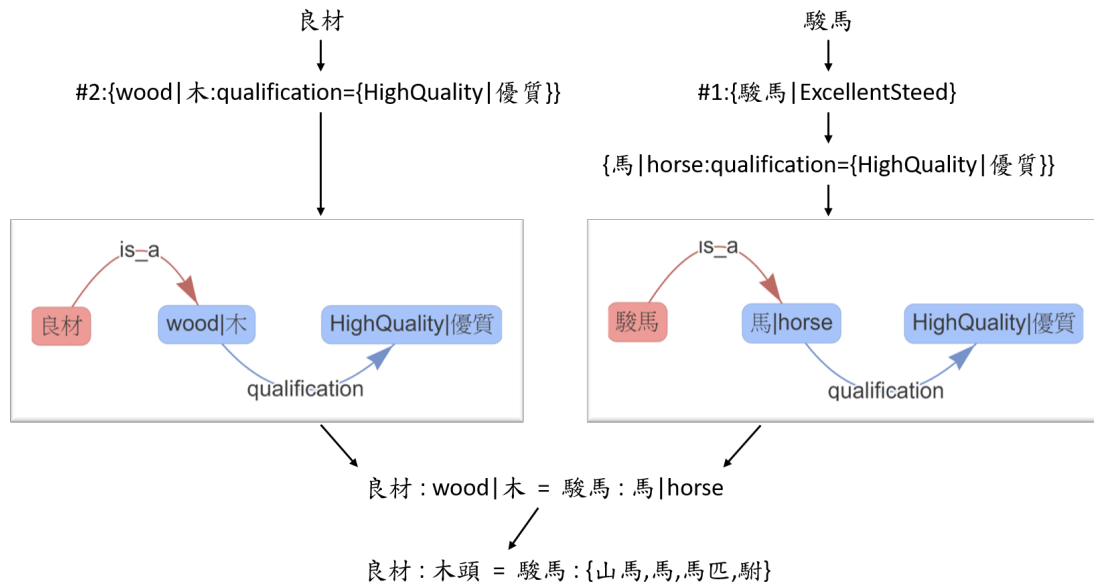 良材
#2:{wood|木:qualification={HighQuality|優質}}
is_a
良材
wood|木
HighQuality|優質
qualification
駿馬
#1:{駿馬|ExcellentSteed}
{馬|horse:qualification={HighQuality|優質}}
is_a
駿馬
馬|horse
HighQuality|優質
qualification
良材 : wood|木 = 駿馬 : 馬|horse
良材 : 木頭 = 駿馬 : {山馬,馬,馬匹,駙}